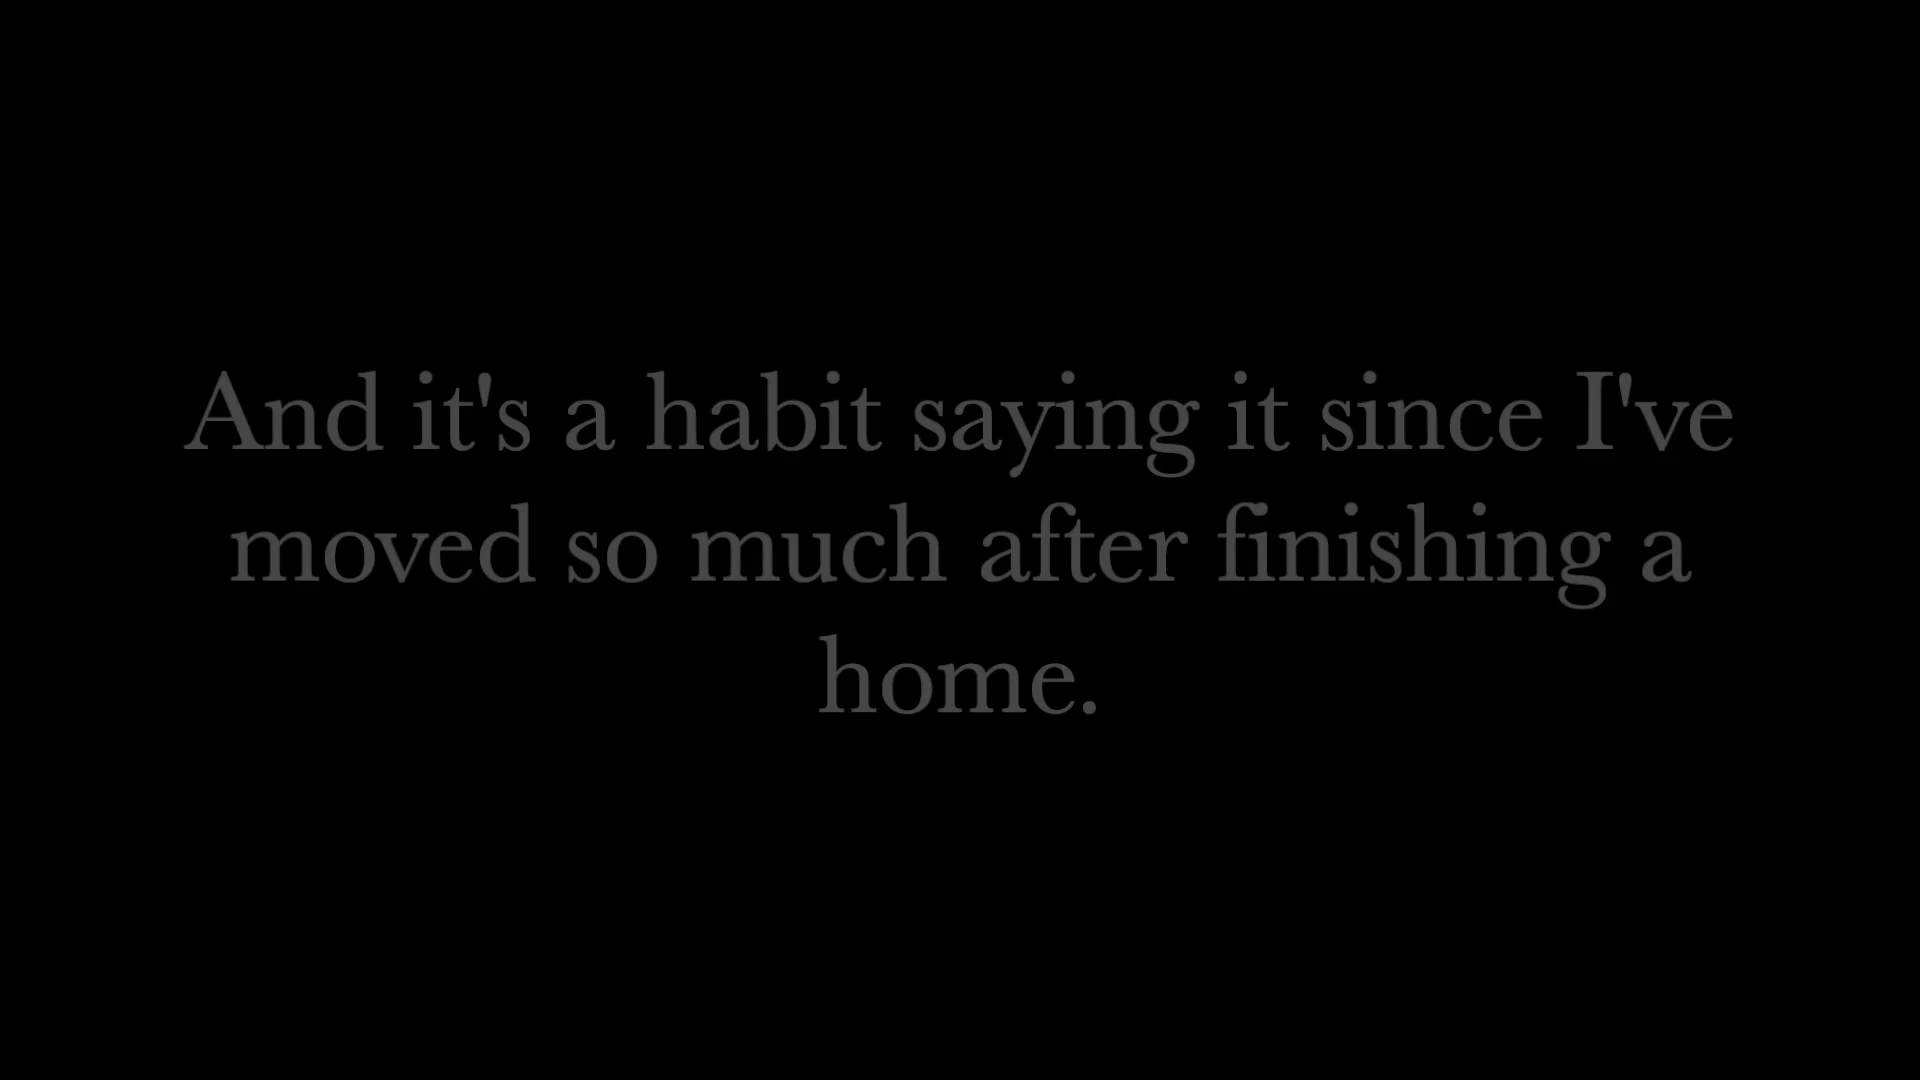 And it's a habit saying it since I've
moved so much after finishing a
home.